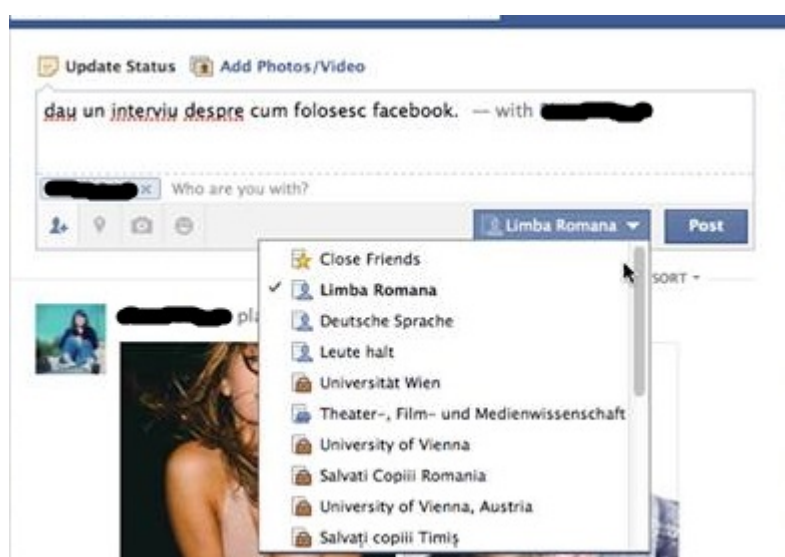 Update Status Add Photos/Video
dau un interviu despre cum folosesc facebook. — with
× Who are you with?
Limba Romana Post
SORT
Close Friends
✓ Limba Romana
Deutsche Sprache
pla
Leute halt
Universität Wien
Theater-, Film- und Medienwissenschaft
University of Vienna
Salvati Copiii Romania
University of Vienna, Austria
Salvați copiii Timiș